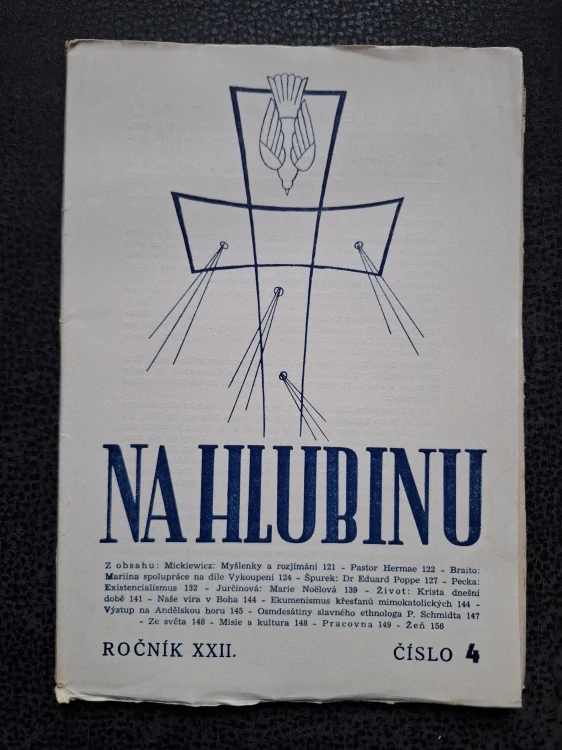 NA HLUBINU
Z obsahu: Mickiewicz: Myšlenky a rozjímání 121 – Pastor Hermae 122 – Braito:
Mariina spolupráce na díle Vykoupení 124 – Špurek: Dr Eduard Poppe 127 – Pecka:
Existencialismus 132 – Jurčinová: Marie Noëlová 139 – Život: Krista dnešní
době 141 – Naše víra v Boha 144 – Ekumenismus křesťanů mimokatolických 144 –
Výstup na Andělskou horu 145 – Osmdesátiny slavného ethnologa P. Schmidta 147
– Ze světa 148 – Misie a kultura 148 – Pracovna 149 – Žeň 156
ROČNÍK XXII.
ČÍSLO 4